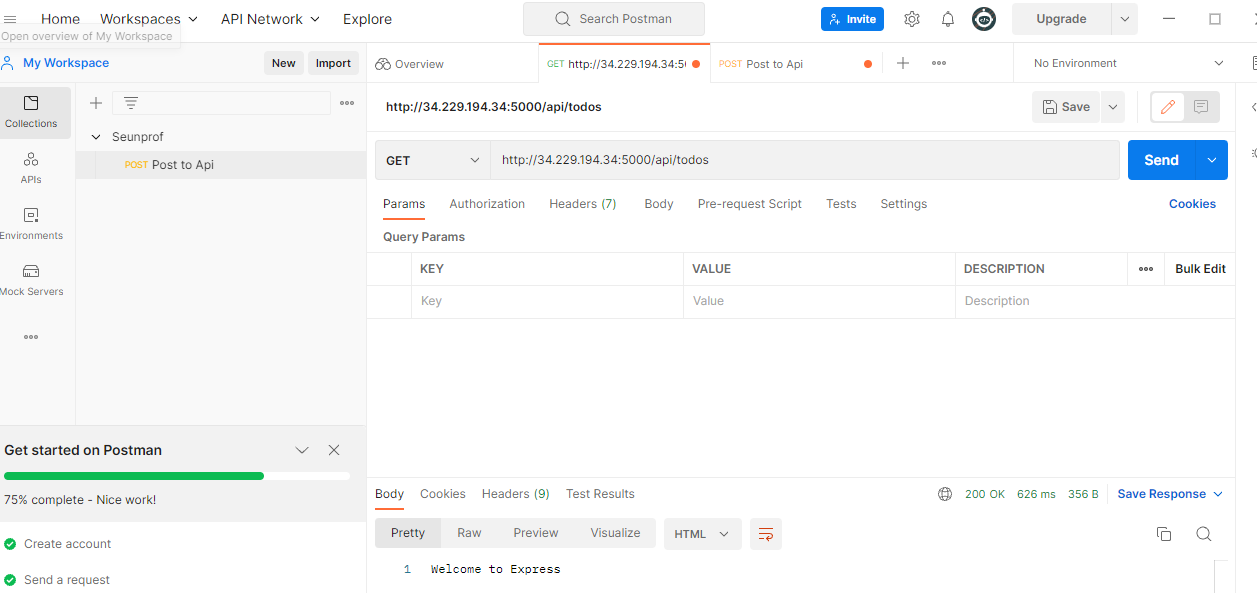 Home Workspaces API Network Explore Search Postman Invite Upgrade
Open overview of My Workspace
My Workspace New Import
Overview GET http://34.229.194.34:5( POST Post to Api No Environment
Collections
Seunprof
POST Post to Api
APIs
Environments
Mock Servers
http://34.229.194.34:5000/api/todos Save
GET http://34.229.194.34:5000/api/todos Send
Params Authorization Headers (7) Body Pre-request Script Tests Settings Cookies
Query Params
KEY VALUE DESCRIPTION Bulk Edit
Key Value Description
Get started on Postman
75% complete - Nice work!
Create account
Send a request
Body Cookies Headers (9) Test Results 200 OK 626 ms 356 B Save Response
Pretty Raw Preview Visualize HTML
1 Welcome to Express